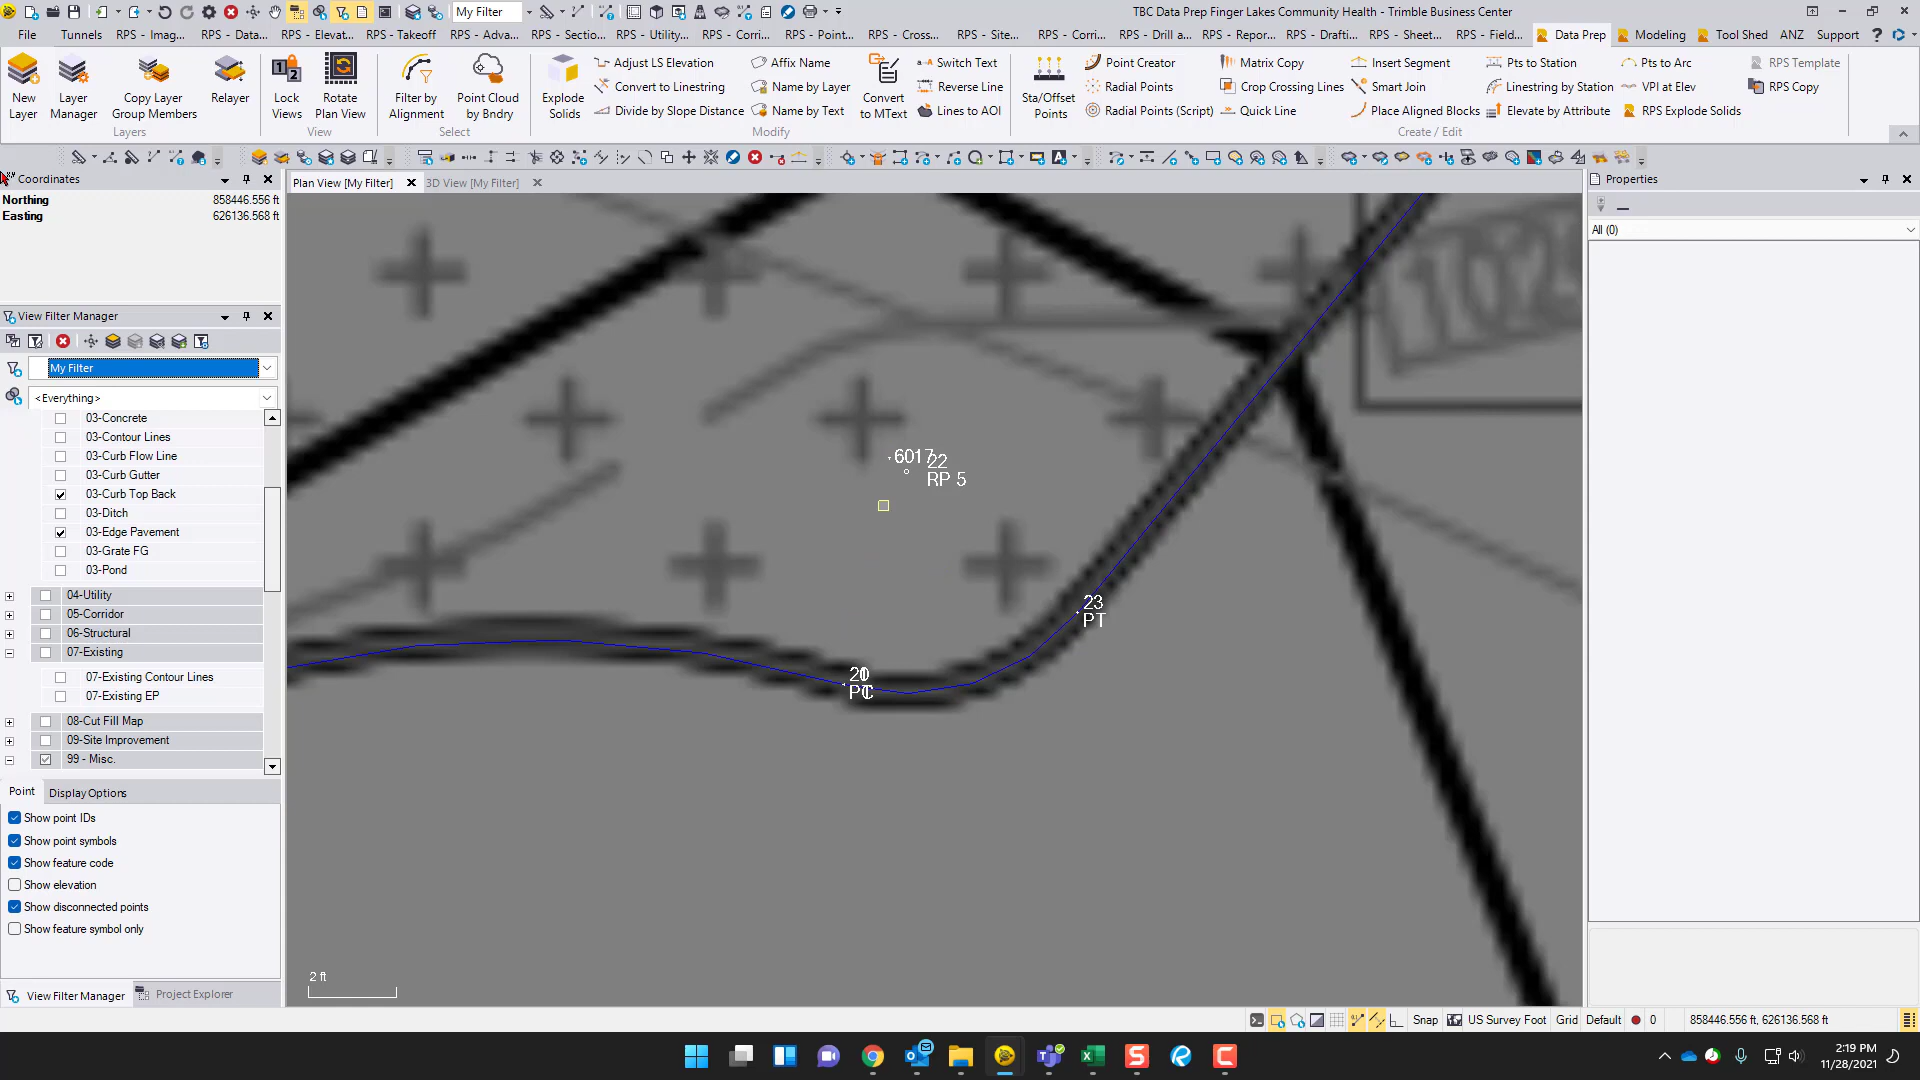 My Filter
TBC Data Prep Finger Lakes Community Health - Trimble Business Center
File Tunnels RPS - Imag... RPS - Data... RPS - Elevat... RPS - Takeoff RPS - Adva... RPS - Sectio... RPS - Utility... RPS - Corri... RPS - Point... RPS - Cross... RPS - Site... RPS - Corri... RPS - Drill a... RPS - Repor... RPS - Drafti... RPS - Sheet... RPS - Field... Data Prep Modeling Tool Shed ANZ Support
New Layer
Layer Manager
Copy Layer Group Members
Relayer
Layers
Lock Views
Rotate Plan View
View
Filter by Alignment
Point Cloud by Bndry
Select
Explode Solids
Adjust LS Elevation
Convert to Linestring
Divide by Slope Distance
Affix Name
Name by Layer
Name by Text
Convert to MText
Switch Text
Reverse Line
Lines to AOI
Modify
Sta/Offset Points
Point Creator
Radial Points
Radial Points (Script)
Matrix Copy
Crop Crossing Lines
Quick Line
Insert Segment
Smart Join
Place Aligned Blocks
Pts to Station
Linestring by Station
Elevate by Attribute
Pts to Arc
VPI at Elev
RPS Explode Solids
RPS Template
RPS Copy
Create / Edit
Coordinates
Northing 858446.556 ft
Easting 626136.568 ft
View Filter Manager
My Filter
<Everything>
03-Concrete
03-Contour Lines
03-Curb Flow Line
03-Curb Gutter
03-Curb Top Back
03-Ditch
03-Edge Pavement
03-Grate FG
03-Pond
04-Utility
05-Corridor
06-Structural
07-Existing
07-Existing Contour Lines
07-Existing EP
08-Cut Fill Map
09-Site Improvement
99 - Misc.
Point Display Options
Show point IDs
Show point symbols
Show feature code
Show elevation
Show disconnected points
Show feature symbol only
View Filter Manager Project Explorer
Plan View [My Filter] 3D View [My Filter]
6017
22
RP 5
23
PT
2 ft
Properties
All (0)
Snap US Survey Foot Grid Default 0 858446.556 ft, 626136.568 ft
2:19 PM
11/28/2021